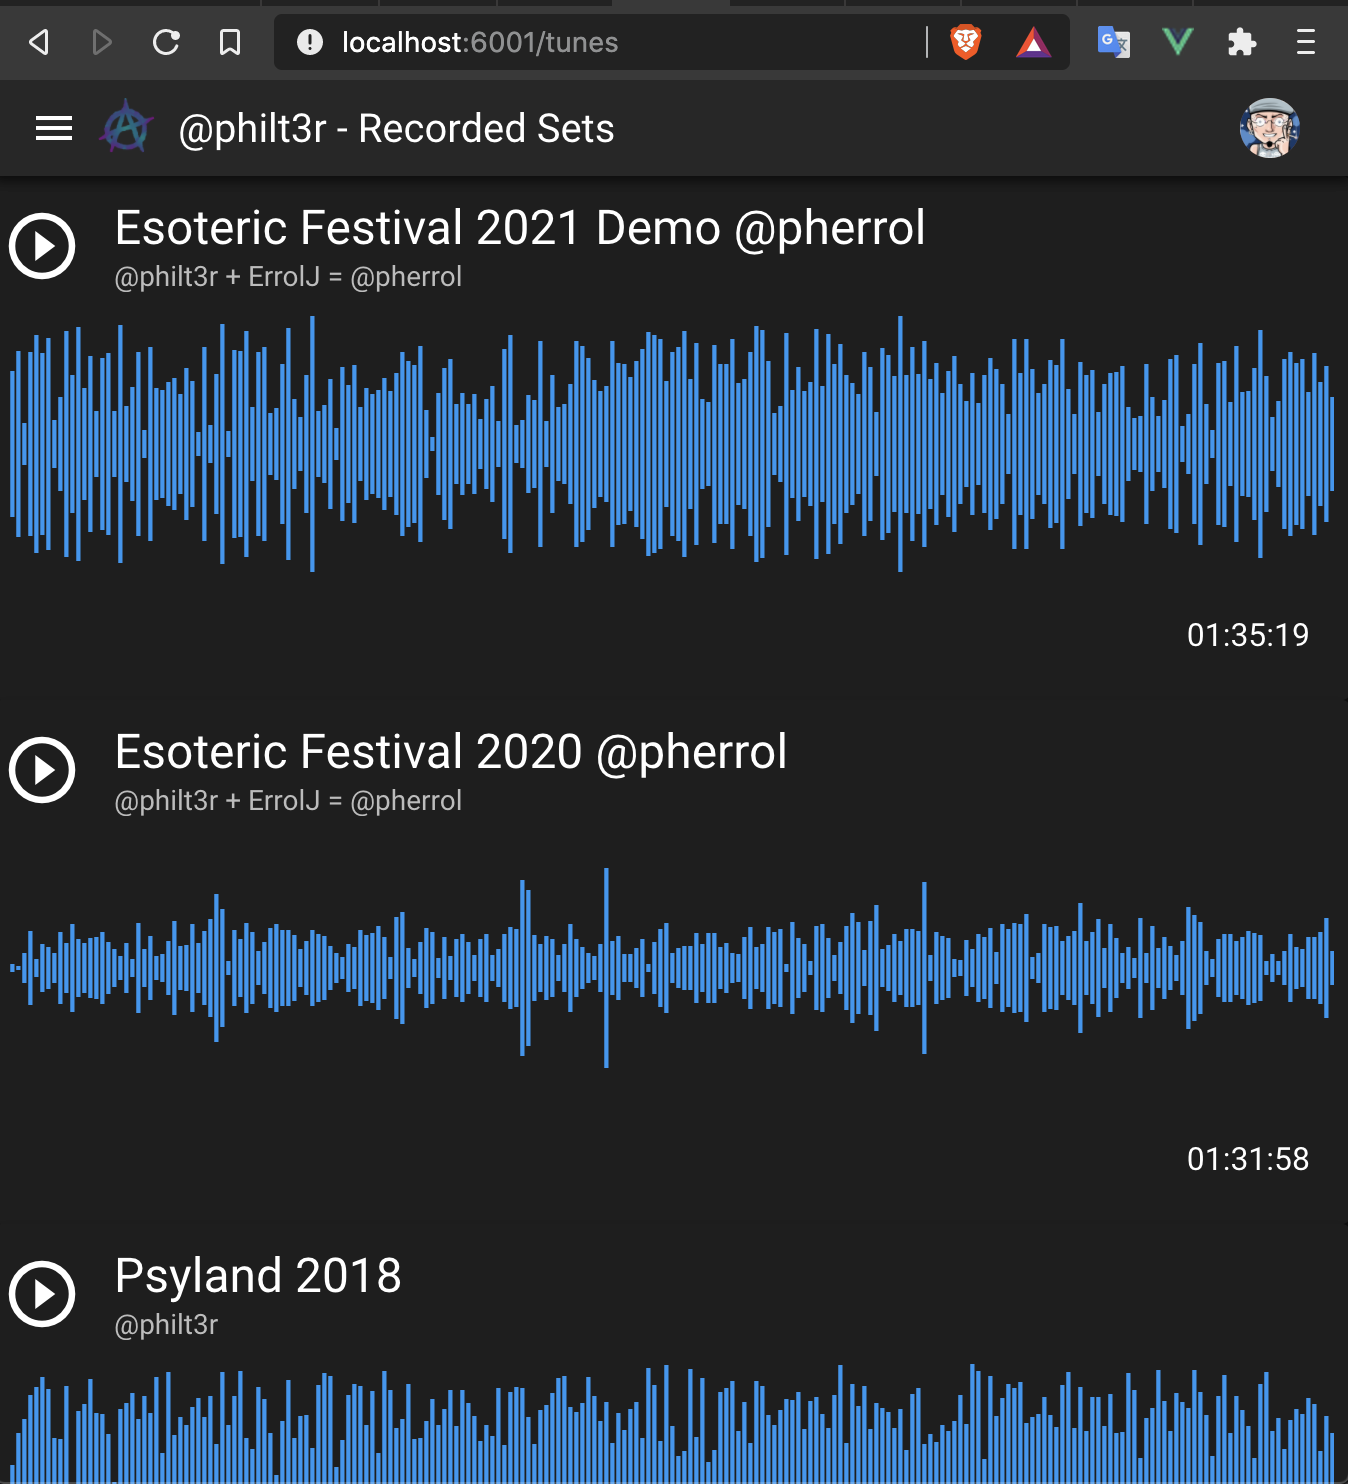 localhost:6001/tunes
@philt3r - Recorded Sets
Esoteric Festival 2021 Demo @pherrol
@philt3r + ErrolJ = @pherrol
01:35:19
Esoteric Festival 2020 @pherrol
@philt3r + ErrolJ = @pherrol
01:31:58
Psyland 2018
@philt3r